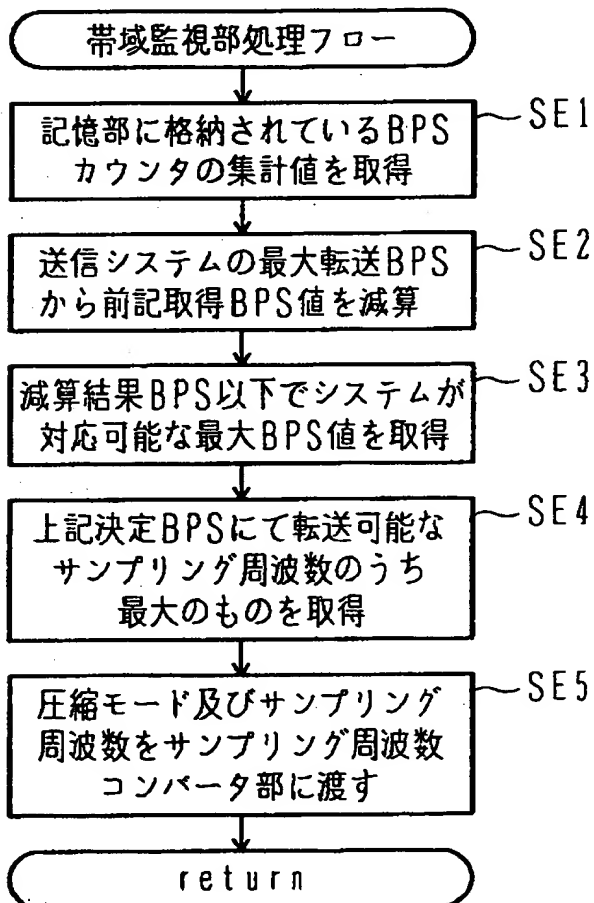 帯域監視部処理フロー
記憶部に格納されているBPS
カウンタの集計値を取得
SE1
送信システムの最大転送BPS
から前記取得BPS値を減算
SE2
減算結果BPS以下でシステムが
対応可能な最大BPS値を取得
SE3
上記決定BPSにて転送可能な
サンプリング周波数のうち
最大のものを取得
SE4
圧縮モード及びサンプリング
周波数をサンプリング周波数
コンバータ部に渡す
SE5
return